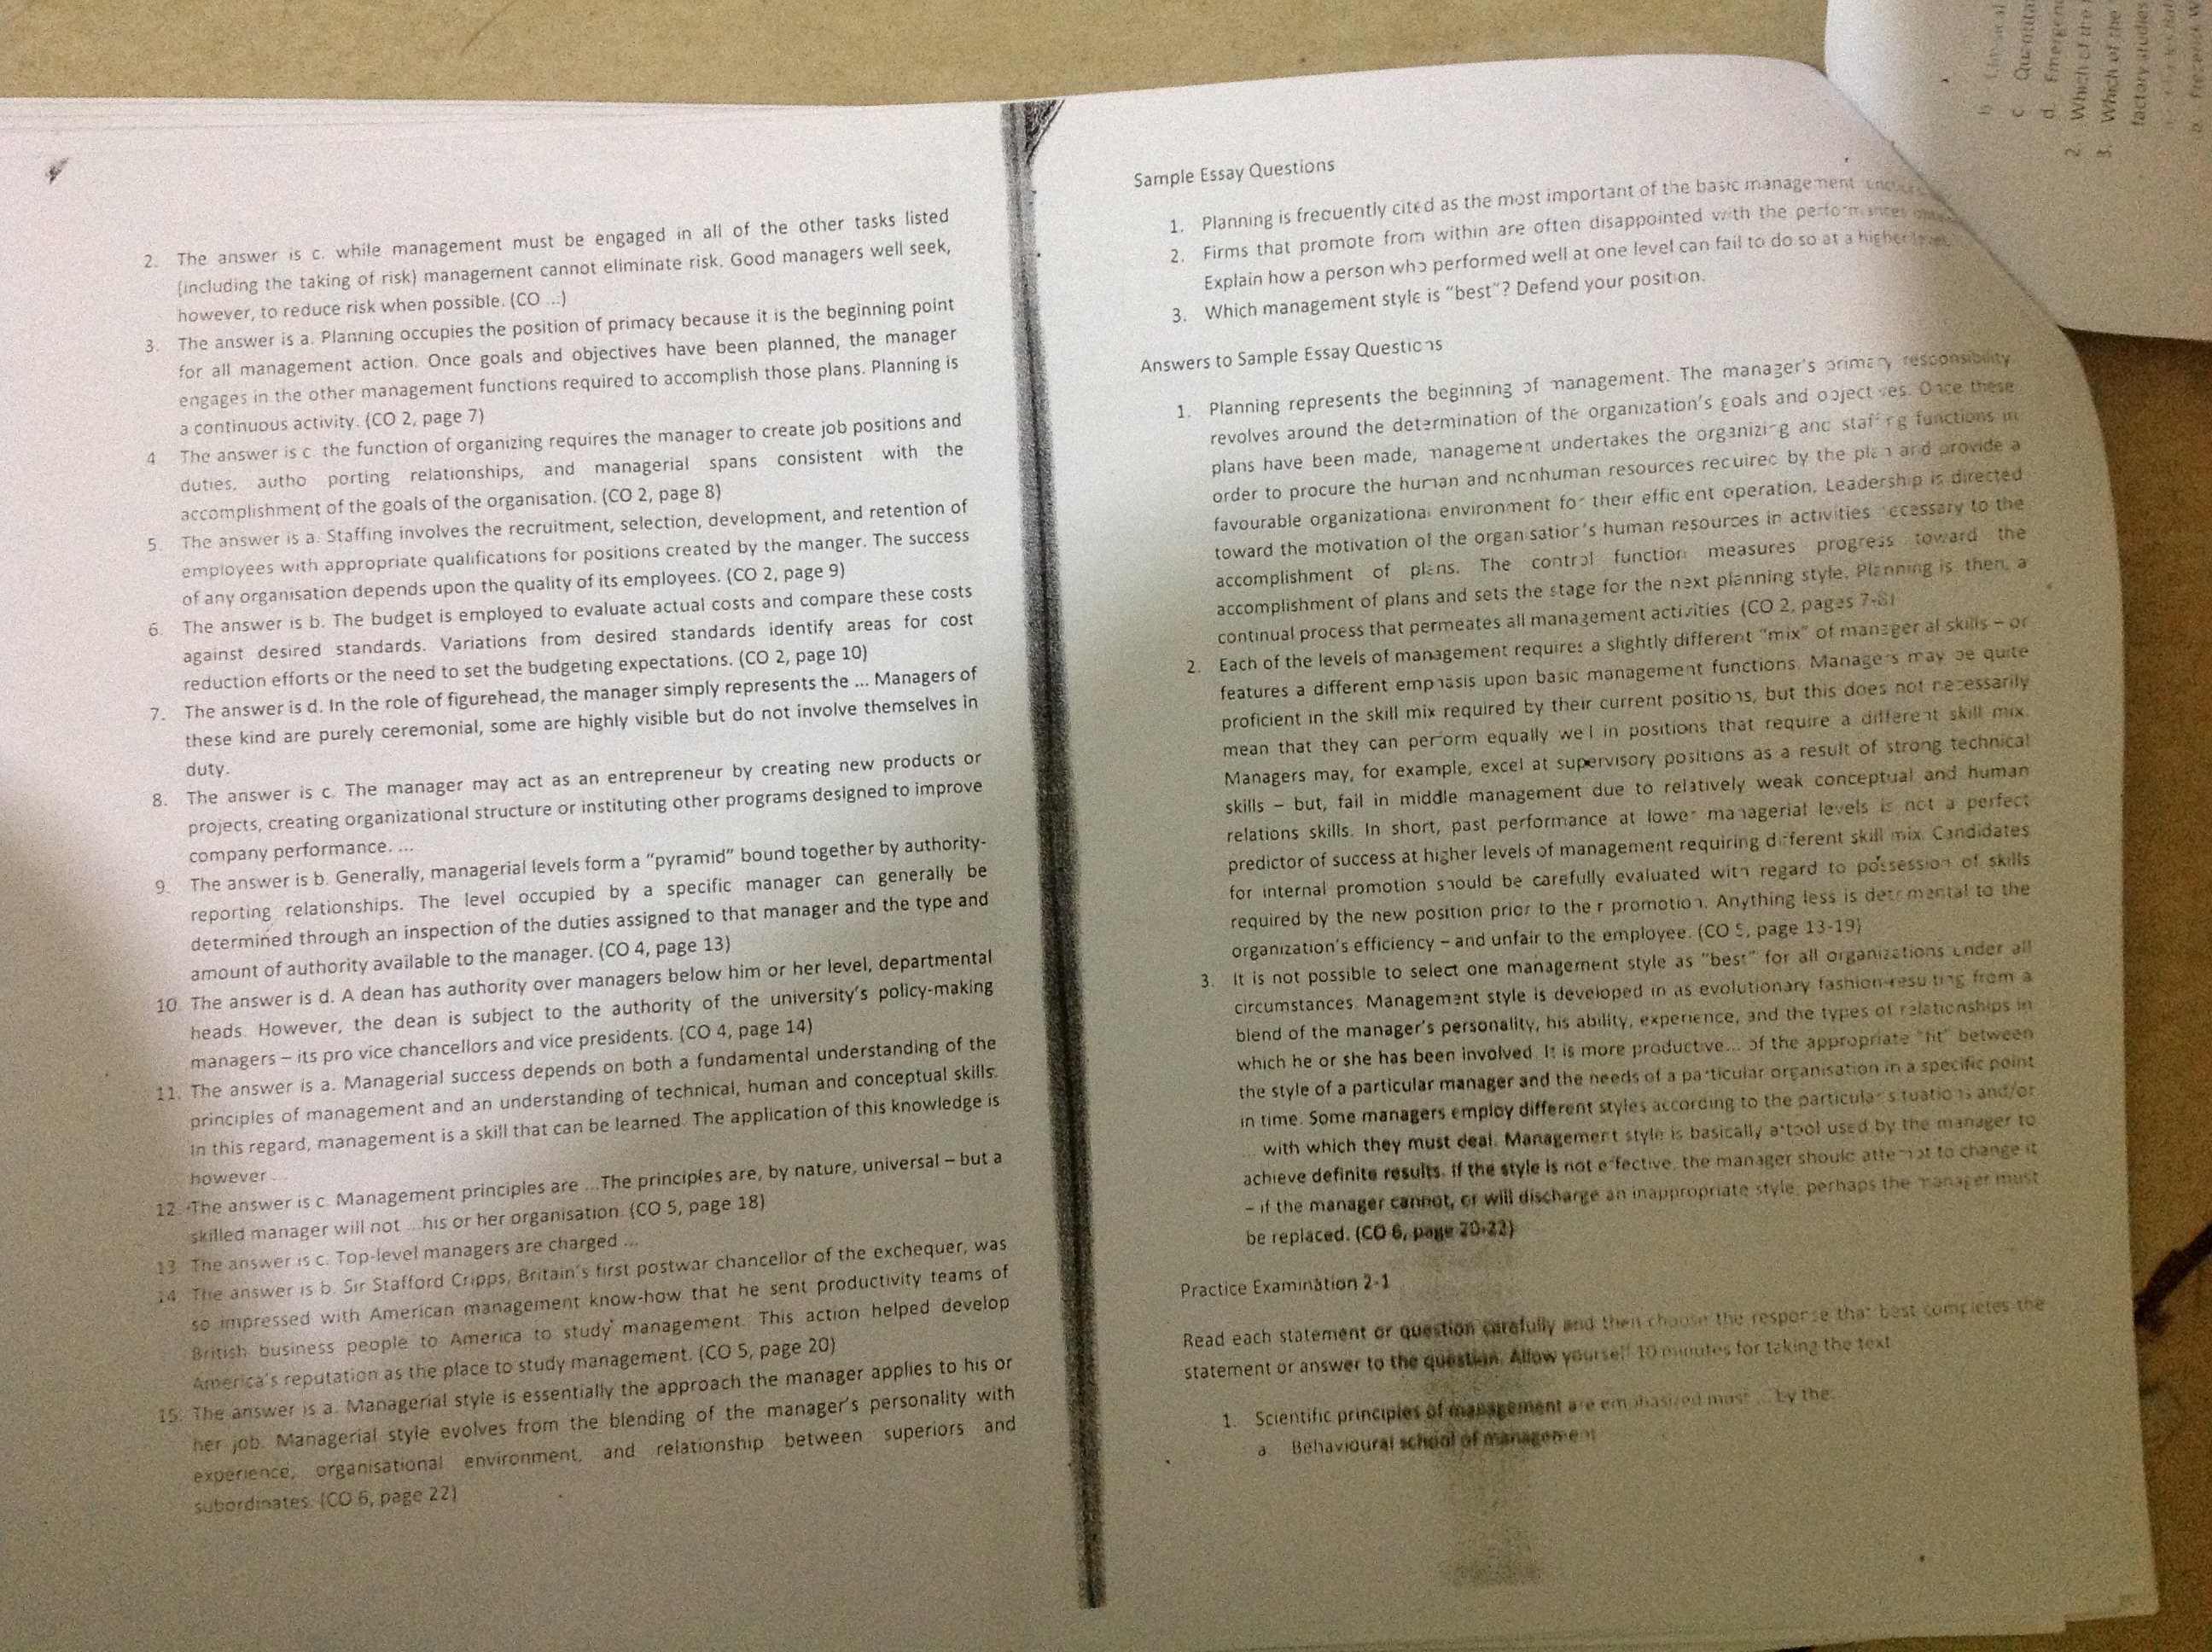 2. The answer is c. while management must be engaged in all of the other tasks listed
(including the taking of risk) management cannot eliminate risk. Good managers well seek,
however, to reduce risk when possible. (CO ...)
3. The answer is a. Planning occupies the position of primacy because it is the beginning point
for all management action. Once goals and objectives have been planned, the manager
engages in the other management functions required to accomplish those plans. Planning is
a continuous activity. (CO 2, page 7)
4 The answer is c. the function of organizing requires the manager to create job positions and
duties, autho porting relationships, and managerial spans consistent with the
accomplishment of the goals of the organisation. (CO 2, page 8)
5. The answer is a. Staffing involves the recruitment, selection, development, and retention of
employees with appropriate qualifications for positions created by the manger. The success
of any organisation depends upon the quality of its employees. (CO 2, page 9)
6. The answer is b. The budget is employed to evaluate actual costs and compare these costs
against desired standards. Variations from desired standards identify areas for cost
reduction efforts or the need to set the budgeting expectations. (CO 2, page 10)
7. The answer is d. In the role of figurehead, the manager simply represents the ... Managers of
these kind are purely ceremonial, some are highly visible but do not involve themselves in
duty.
8. The answer is c. The manager may act as an entrepreneur by creating new products or
projects, creating organizational structure or instituting other programs designed to improve
company performance. ...
9. The answer is b. Generally, managerial levels form a “pyramid” bound together by authority-
reporting relationships. The level occupied by a specific manager can generally be
determined through an inspection of the duties assigned to that manager and the type and
amount of authority available to the manager. (CO 4, page 13)
10. The answer is d. A dean has authority over managers below him or her level, departmental
heads. However, the dean is subject to the authority of the university’s policy-making
managers – its pro vice chancellors and vice presidents. (CO 4, page 14)
11. The answer is a. Managerial success depends on both a fundamental understanding of the
principles of management and an understanding of technical, human and conceptual skills.
In this regard, management is a skill that can be learned. The application of this knowledge is
however ...
12. The answer is c. Management principles are ...The principles are, by nature, universal – but a
skilled manager will not ...his or her organisation. (CO 5, page 18)
13 The answer is c. Top-level managers are charged ...
14. The answer is b. Sir Stafford Cripps, Britain’s first postwar chancellor of the exchequer, was
so impressed with American management know-how that he sent productivity teams of
British business people to America to study management. This action helped develop
America’s reputation as the place to study management. (CO 5, page 20)
15. The answer is a. Managerial style is essentially the approach the manager applies to his or
her job. Managerial style evolves from the blending of the manager’s personality with
experience, organisational environment, and relationship between superiors and
subordinates. (CO 6, page 22)
Sample Essay Questions
1. Planning is frequently cited as the most important of the basic management
2. Firms that promote from within are often disappointed with the performances
Explain how a person who performed well at one level can fail to do so at a higher level.
3. Which management style is “best”? Defend your position.
Answers to Sample Essay Questions
1. Planning represents the beginning of management. The manager’s primary responsibility
revolves around the determination of the organization’s goals and objectives. Once these
plans have been made, management undertakes the organizing and staffing functions in
order to procure the human and nonhuman resources required by the plan and provide a
favourable organizational environment for their efficient operation. Leadership is directed
toward the motivation of the organisation’s human resources in activities necessary to the
accomplishment of plans. The control function measures progress toward the
accomplishment of plans and sets the stage for the next planning style. Planning is then, a
continual process that permeates all management activities (CO 2, pages 7-8)
2. Each of the levels of management requires a slightly different “mix” of managerial skills – or
features a different emphasis upon basic management functions. Managers may be quite
proficient in the skill mix required by their current positions, but this does not necessarily
mean that they can perform equally well in positions that require a different skill mix.
Managers may, for example, excel at supervisory positions as a result of strong technical
skills – but, fail in middle management due to relatively weak conceptual and human
relations skills. In short, past performance at lower managerial levels is not a perfect
predictor of success at higher levels of management requiring different skill mix. Candidates
for internal promotion should be carefully evaluated with regard to possession of skills
required by the new position prior to their promotion. Anything less is detrimental to the
organization’s efficiency – and unfair to the employee. (CO 5, page 13-19)
3. It is not possible to select one management style as “best” for all organizations under all
circumstances. Management style is developed in as evolutionary fashion-resulting from a
blend of the manager’s personality, his ability, experience, and the types of relationships in
which he or she has been involved. It is more productive... of the appropriate “fit” between
the style of a particular manager and the needs of a particular organisation in a specific point
in time. Some managers employ different styles according to the particular situations and/or
... with which they must deal. Management style is basically a tool used by the manager to
achieve definite results. If the style is not effective, the manager should attempt to change it
– if the manager cannot, or will discharge an inappropriate style, perhaps the manager must
be replaced. (CO 6, page 20-22)
Practice Examination 2-1
Read each statement or question carefully and then choose the response that best completes the
statement or answer to the question. Allow yourself 10 minutes for taking the text
1. Scientific principles of management are emphasized most ... by the:
a. Behavioural school of management
c Quantita
d. Emergenc
2. Which of the
3. Which of the
factory studies